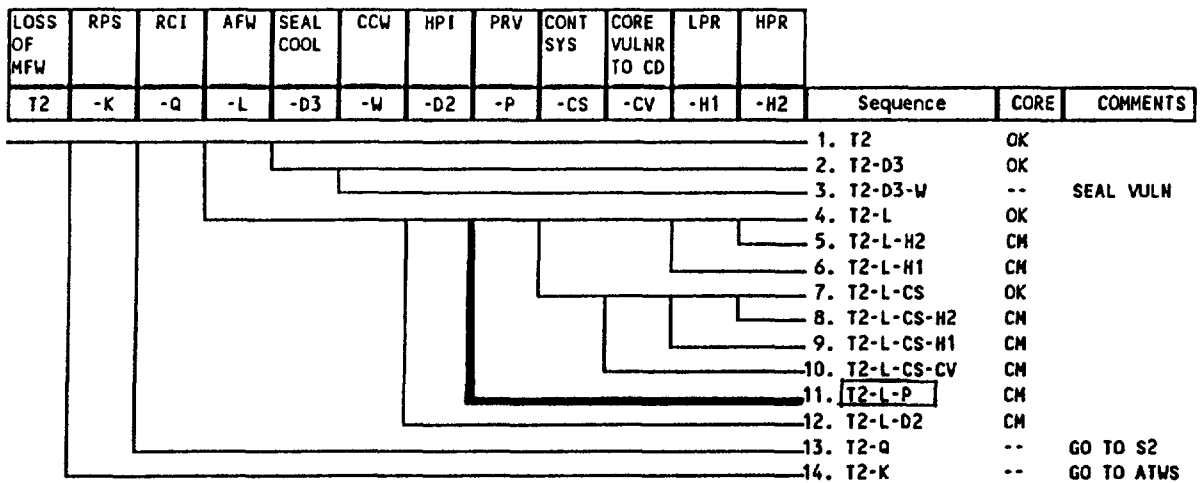 LOSS OF MFW RPS RCI AFW SEAL COOL CCW HPI PRV CONT SYS CORE VULNR TO CD LPR HPR
T2 -K -Q -L -D3 -W -D2 -P -CS -CV -H1 -H2 Sequence CORE COMMENTS
1. T2 OK
2. T2-D3 OK
3. T2-D3-W -- SEAL VULN
4. T2-L OK
5. T2-L-H2 CM
6. T2-L-H1 CM
7. T2-L-CS OK
8. T2-L-CS-H2 CM
9. T2-L-CS-H1 CM
10. T2-L-CS-CV CM
11. T2-L-P CM
12. T2-L-D2 CM
13. T2-Q -- GO TO S2
14. T2-K -- GO TO ATWS